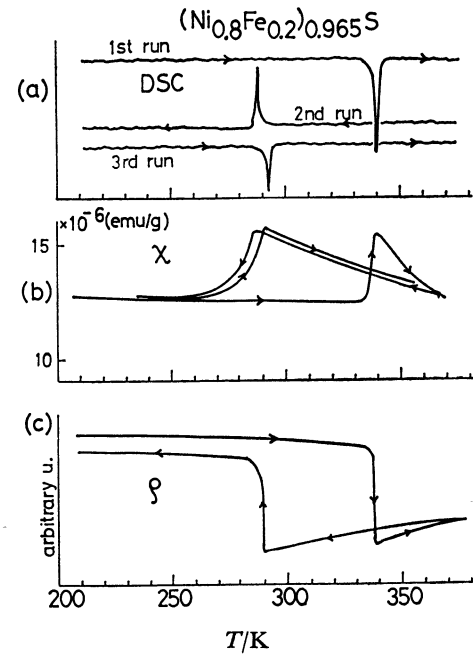 (Ni0.8Fe0.2)0.965S
1st run
(a)
DSC
2nd run
3rd run
×10-6(emu/g)
15
χ
(b)
10
(c)
arbitrary u.
ρ
200 250 300 350
T/K